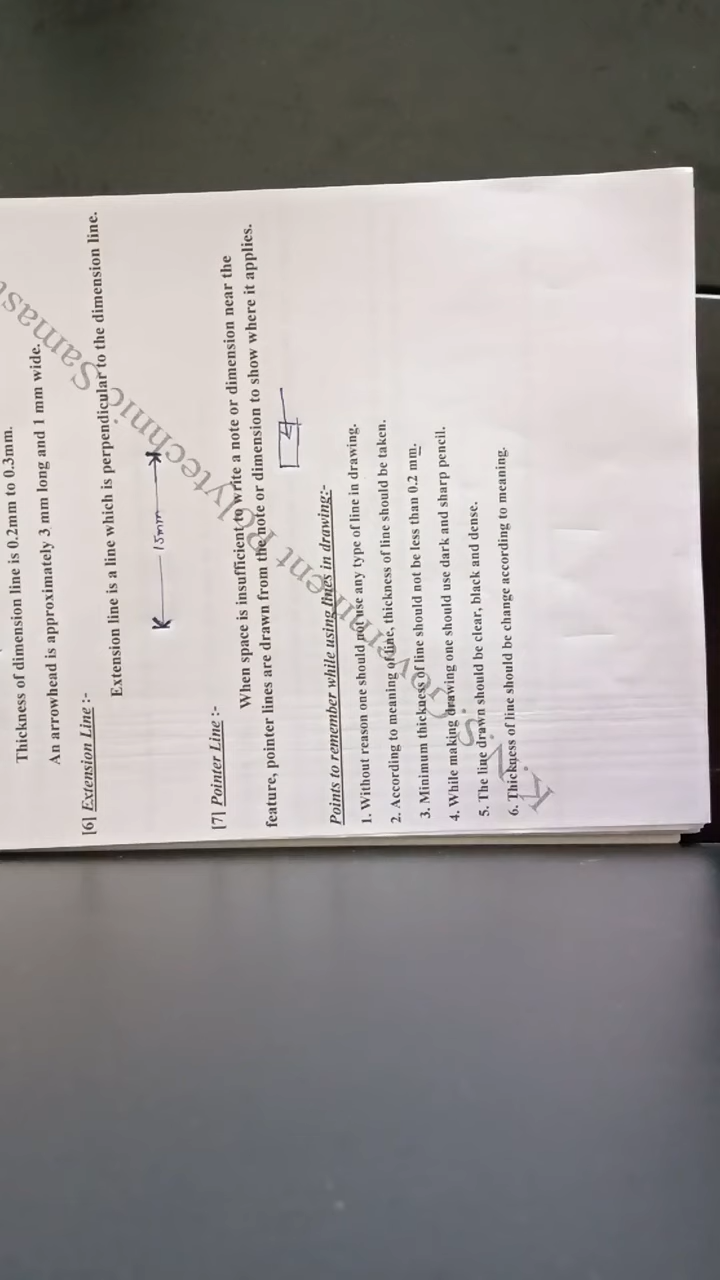 Thickness of dimension line is 0.2mm to 0.3mm.
An arrowhead is approximately 3 mm long and 1 mm wide.
[6] Extension Line :-
Extension line is a line which is perpendicular to the dimension line.
15mm
[7] Pointer Line :-
When space is insufficient to write a note or dimension near the
feature, pointer lines are drawn from the note or dimension to show where it applies.
Points to remember while using lines in drawing:-
1. Without reason one should not use any type of line in drawing.
2. According to meaning of line, thickness of line should be taken.
3. Minimum thickness of line should not be less than 0.2 mm.
4. While making drawing one should use dark and sharp pencil.
5. The line drawn should be clear, black and dense.
6. Thickness of line should be change according to meaning.
Government Polytechnic Samast